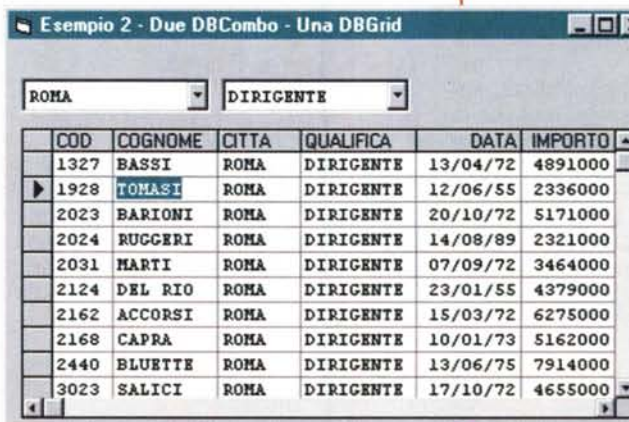 Esempio 2 - Due DBCombo - Una DBGrid
ROMA DIRIGENTE
COD COGNOME CITTA QUALIFICA DATA IMPORTO
1327 BASSI ROMA DIRIGENTE 13/04/72 4891000
1928 TOMASI ROMA DIRIGENTE 12/06/55 2336000
2023 BARIONI ROMA DIRIGENTE 20/10/72 5171000
2024 RUGGERI ROMA DIRIGENTE 14/08/89 2321000
2031 MARTI ROMA DIRIGENTE 07/09/72 3464000
2124 DEL RIO ROMA DIRIGENTE 23/01/55 4379000
2162 ACCORSI ROMA DIRIGENTE 15/03/72 6275000
2168 CAPRA ROMA DIRIGENTE 10/01/73 5162000
2440 BLUETTE ROMA DIRIGENTE 13/06/75 7914000
3023 SALICI ROMA DIRIGENTE 17/10/72 4655000